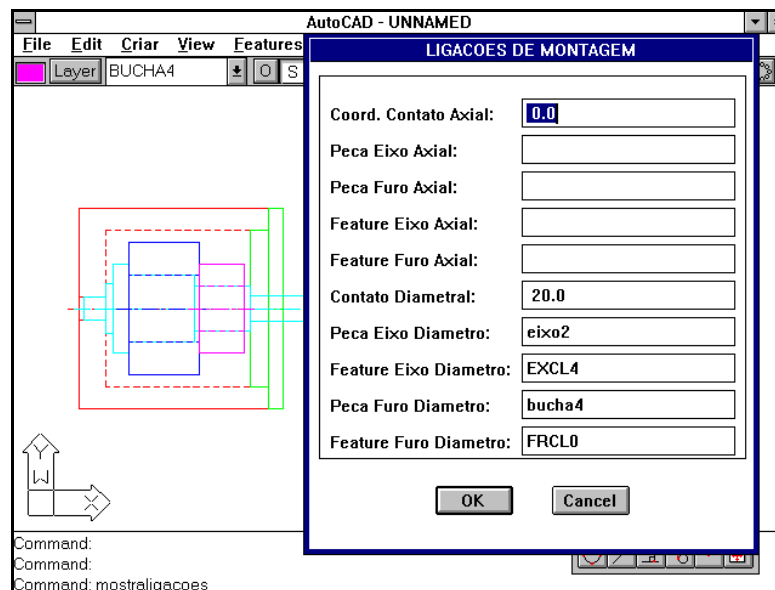 AutoCAD - UNNAMED
File Edit Criar View Features
Layer BUCHA4 O S
LIGACOES DE MONTAGEM
Coord. Contato Axial: 0.0
Peca Eixo Axial:
Peca Furo Axial:
Feature Eixo Axial:
Feature Furo Axial:
Contato Diametral: 20.0
Peca Eixo Diametro: eixo2
Feature Eixo Diametro: EXCL4
Peca Furo Diametro: bucha4
Feature Furo Diametro: FRCL0
OK Cancel
Y
W
X
Command:
Command:
Command: mostraligacoes